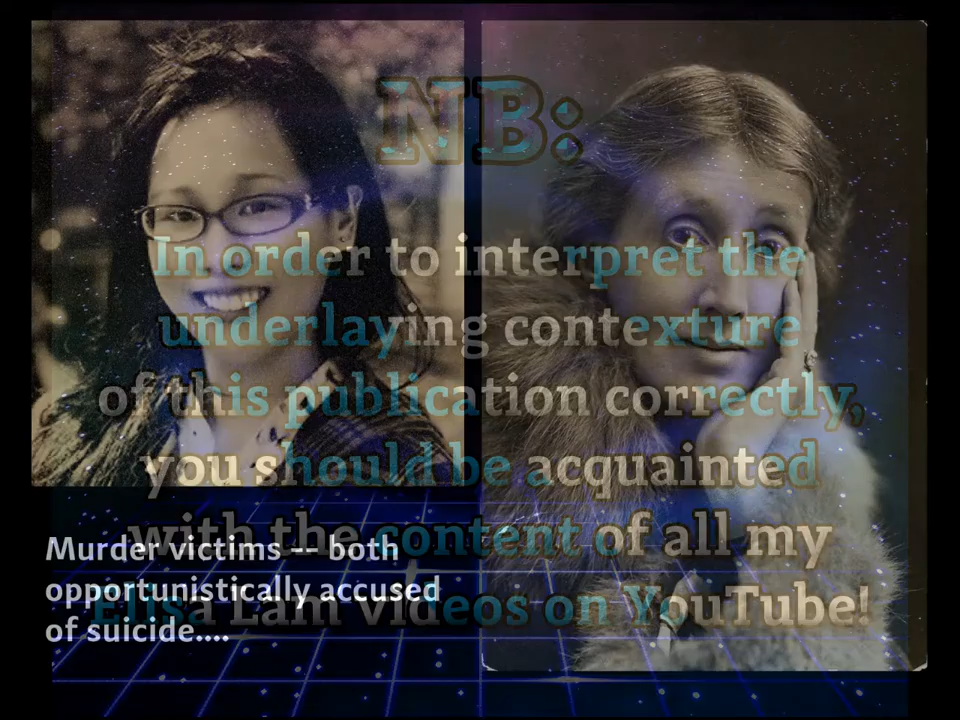 NB:
In order to interpret the
underlaying contexture
of this publication correctly,
you should be acquainted
with the content of all my
Elisa Lam videos on YouTube!
Murder victims -- both
opportunistically accused
of suicide....